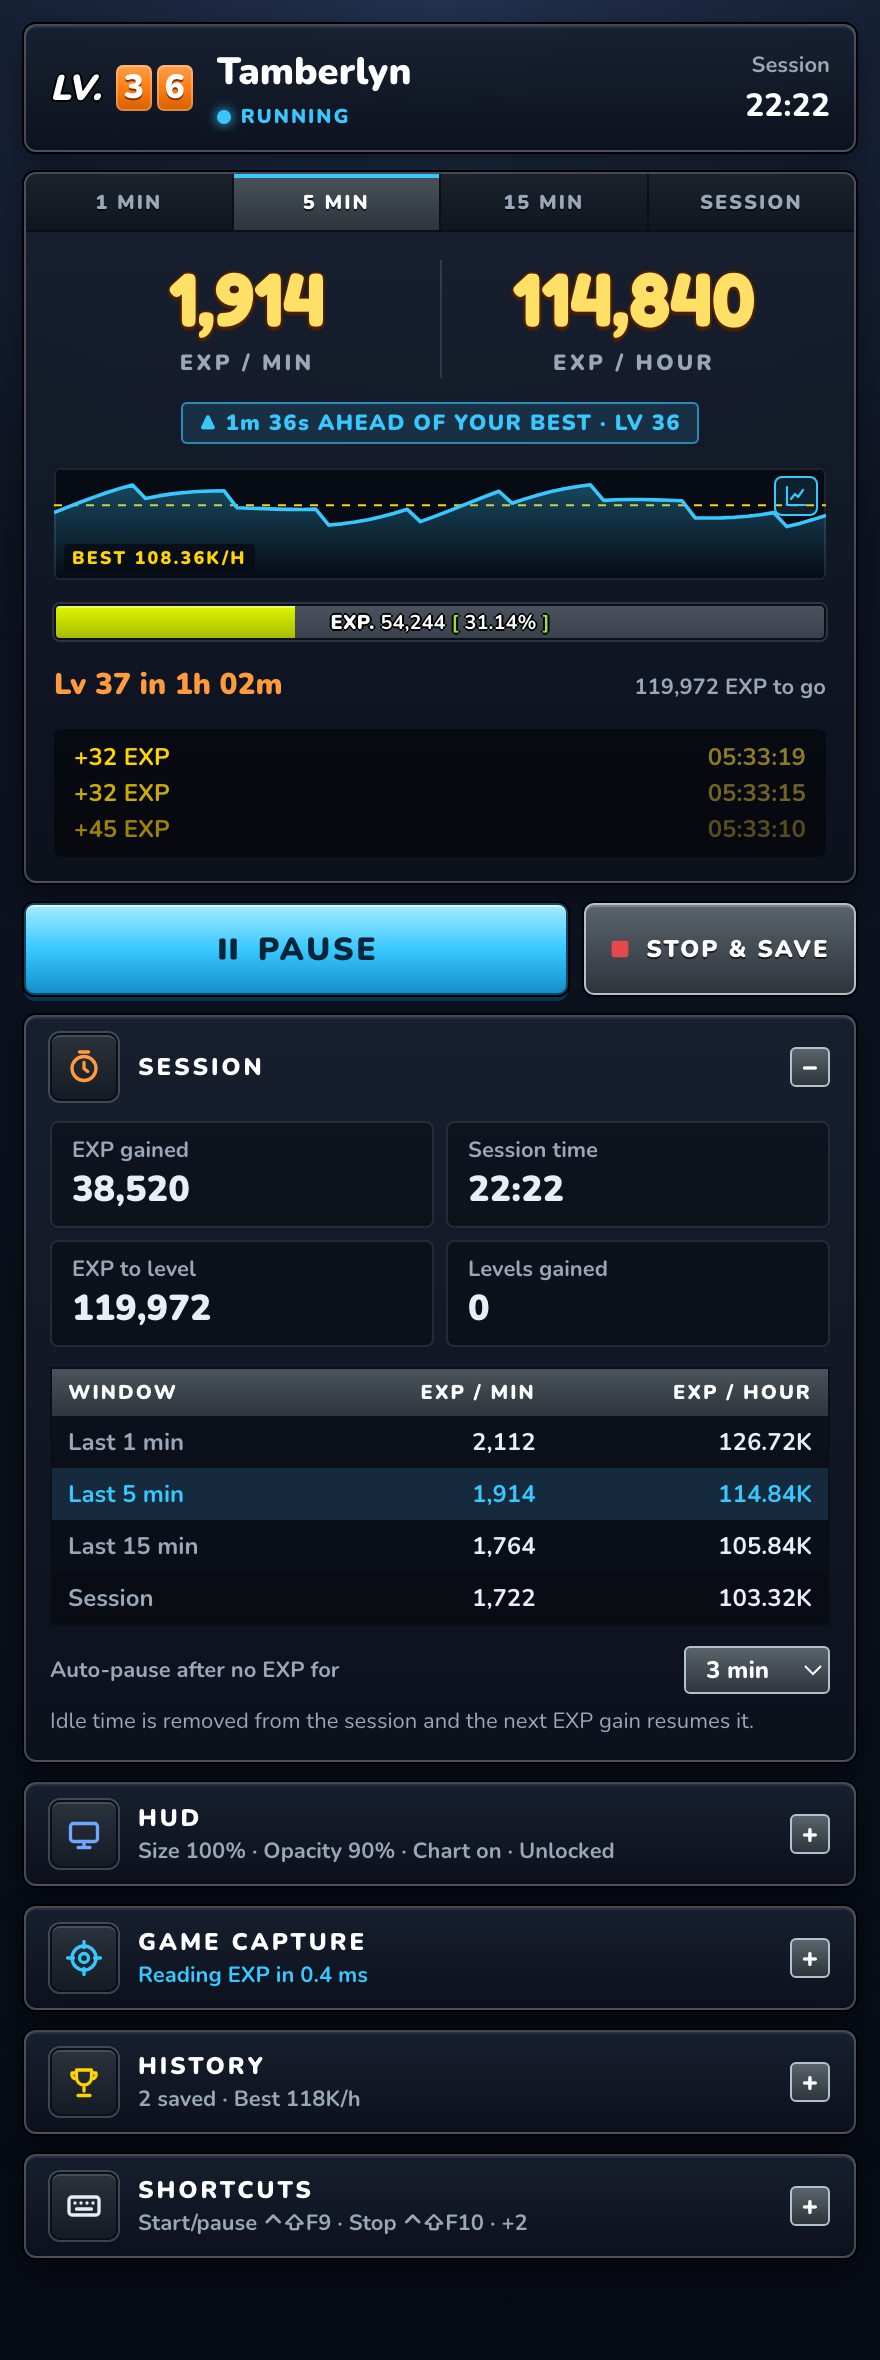 LV. 36
Tamberlyn
RUNNING
Session
22:22
1 MIN
5 MIN
15 MIN
SESSION
1,914
EXP / MIN
114,840
EXP / HOUR
▲ 1m 36s AHEAD OF YOUR BEST · LV 36
BEST 108.36K/H
EXP. 54,244 [ 31.14% ]
Lv 37 in 1h 02m
119,972 EXP to go
+32 EXP 05:33:19
+32 EXP 05:33:15
+45 EXP 05:33:10
PAUSE
STOP & SAVE
SESSION
EXP gained
38,520
Session time
22:22
EXP to level
119,972
Levels gained
0
WINDOW EXP / MIN EXP / HOUR
Last 1 min 2,112 126.72K
Last 5 min 1,914 114.84K
Last 15 min 1,764 105.84K
Session 1,722 103.32K
Auto-pause after no EXP for 3 min
Idle time is removed from the session and the next EXP gain resumes it.
HUD
Size 100% · Opacity 90% · Chart on · Unlocked
GAME CAPTURE
Reading EXP in 0.4 ms
HISTORY
2 saved · Best 118K/h
SHORTCUTS
Start/pause ⌃⇧F9 · Stop ⌃⇧F10 · +2